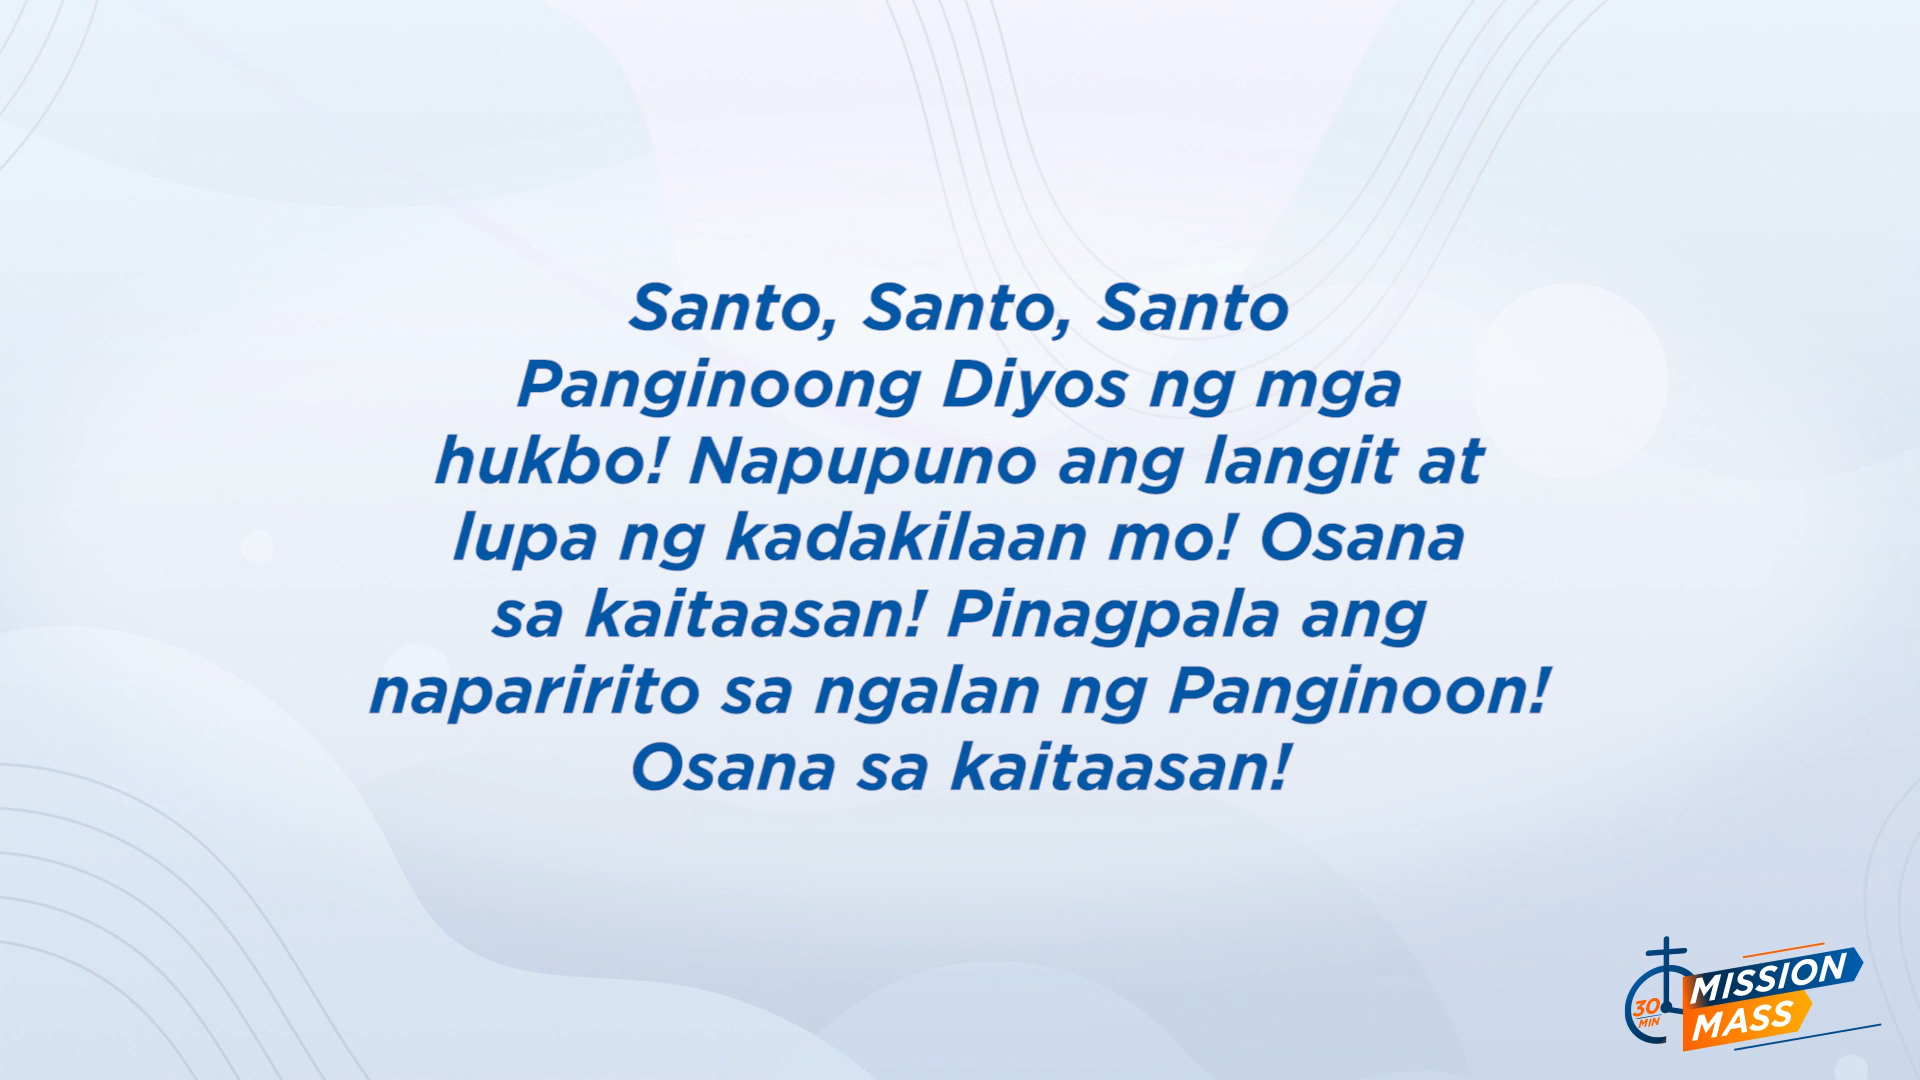 Santo, Santo, Santo
Panginoong Diyos ng mga
hukbo! Napupuno ang langit at
lupa ng kadakilaan mo! Osana
sa kaitaasan! Pinagpala ang
naparirito sa ngalan ng Panginoon!
Osana sa kaitaasan!
30
MIN
MISSION
MASS